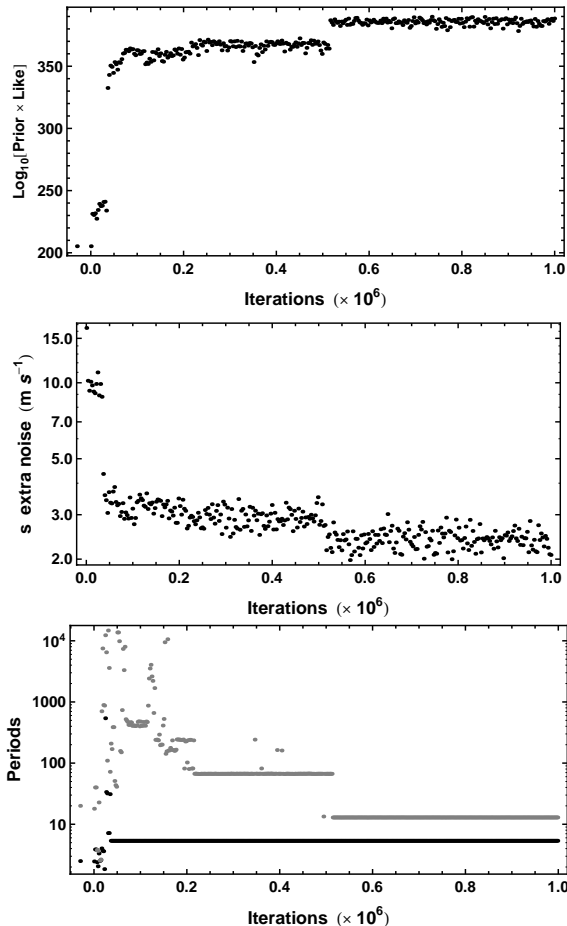 Log10[Prior × Like]
350
300
250
200
0.0 0.2 0.4 0.6 0.8 1.0
Iterations (× 10^6)
s extra noise (m s^−1)
15.0
10.0
7.0
5.0
3.0
2.0
0.0 0.2 0.4 0.6 0.8 1.0
Iterations (× 10^6)
Periods
10^4
1000
100
10
0.0 0.2 0.4 0.6 0.8 1.0
Iterations (× 10^6)